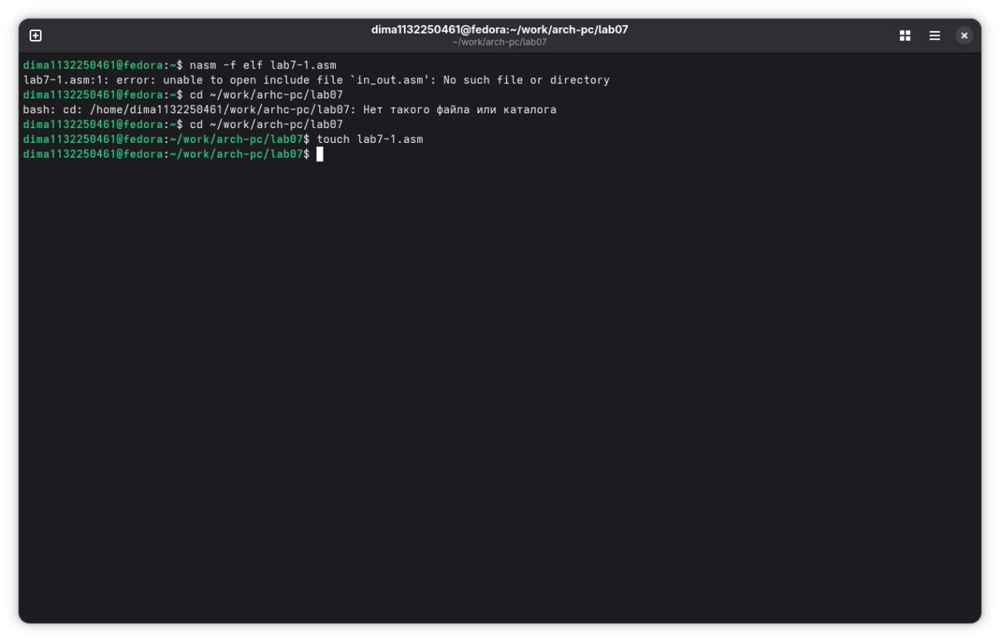 dima1132250461@fedora:~/work/arch-pc/lab07
~/work/arch-pc/lab07
dima1132250461@fedora:~$ nasm -f elf lab7-1.asm
lab7-1.asm:1: error: unable to open include file `in_out.asm': No such file or directory
dima1132250461@fedora:~$ cd ~/work/arhc-pc/lab07
bash: cd: /home/dima1132250461/work/arhc-pc/lab07: Нет такого файла или каталога
dima1132250461@fedora:~$ cd ~/work/arch-pc/lab07
dima1132250461@fedora:~/work/arch-pc/lab07$ touch lab7-1.asm
dima1132250461@fedora:~/work/arch-pc/lab07$